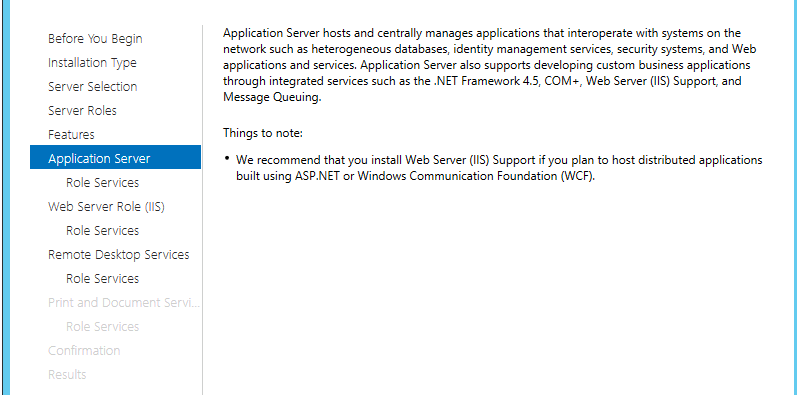 Before You Begin
Installation Type
Server Selection
Server Roles
Features
Application Server
Role Services
Web Server Role (IIS)
Role Services
Remote Desktop Services
Role Services
Print and Document Servi...
Role Services
Confirmation
Results
Application Server hosts and centrally manages applications that interoperate with systems on the
network such as heterogeneous databases, identity management services, security systems, and Web
applications and services. Application Server also supports developing custom business applications
through integrated services such as the .NET Framework 4.5, COM+, Web Server (IIS) Support, and
Message Queuing.
Things to note:
• We recommend that you install Web Server (IIS) Support if you plan to host distributed applications
built using ASP.NET or Windows Communication Foundation (WCF).